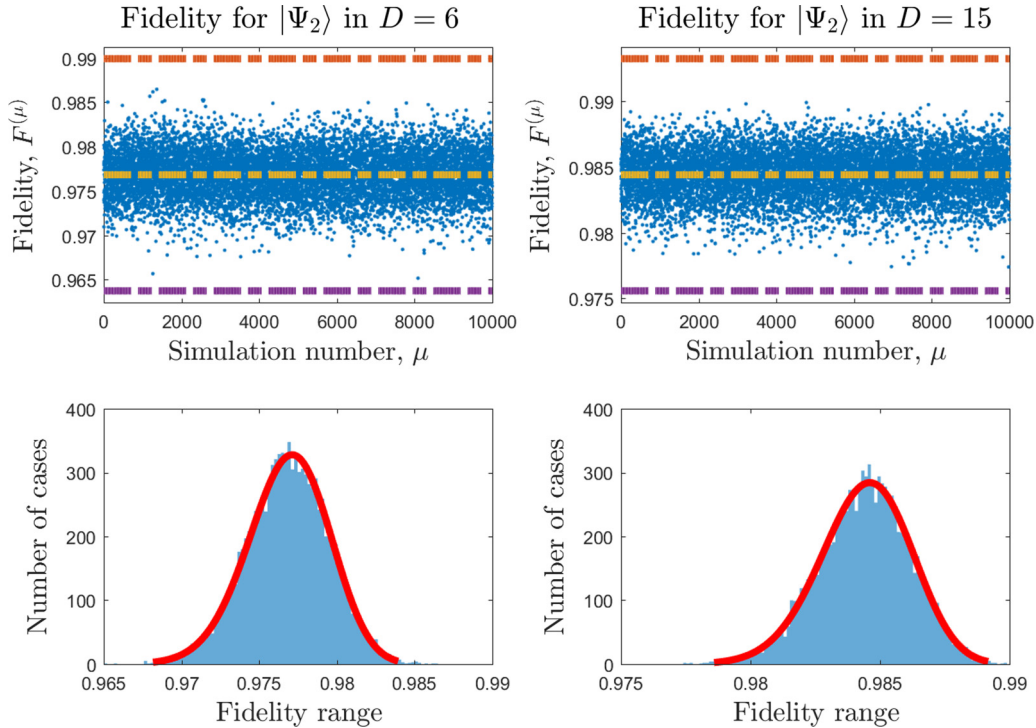 Fidelity for |Ψ₂⟩ in D = 6
Fidelity, F^(μ)
0.99
0.985
0.98
0.975
0.97
0.965
0 2000 4000 6000 8000 10000
Simulation number, μ
Fidelity for |Ψ₂⟩ in D = 15
Fidelity, F^(μ)
0.99
0.985
0.98
0.975
0 2000 4000 6000 8000 10000
Simulation number, μ
Number of cases
400
300
200
100
0
0.965 0.97 0.975 0.98 0.985 0.99
Fidelity range
Number of cases
400
300
200
100
0
0.975 0.98 0.985 0.99
Fidelity range